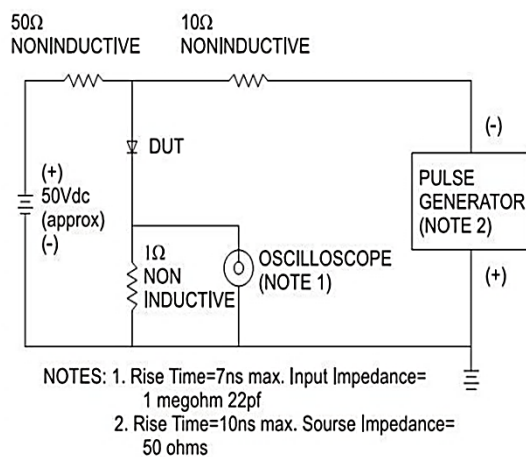 50Ω
NONINDUCTIVE
10Ω
NONINDUCTIVE
DUT
(+)
50Vdc
(approx)
(-)
1Ω
NON
INDUCTIVE
OSCILLOSCOPE
(NOTE 1)
(-)
PULSE
GENERATOR
(NOTE 2)
(+)
NOTES: 1. Rise Time=7ns max. Input Impedance=
1 megohm 22pf
2. Rise Time=10ns max. Sourse Impedance=
50 ohms